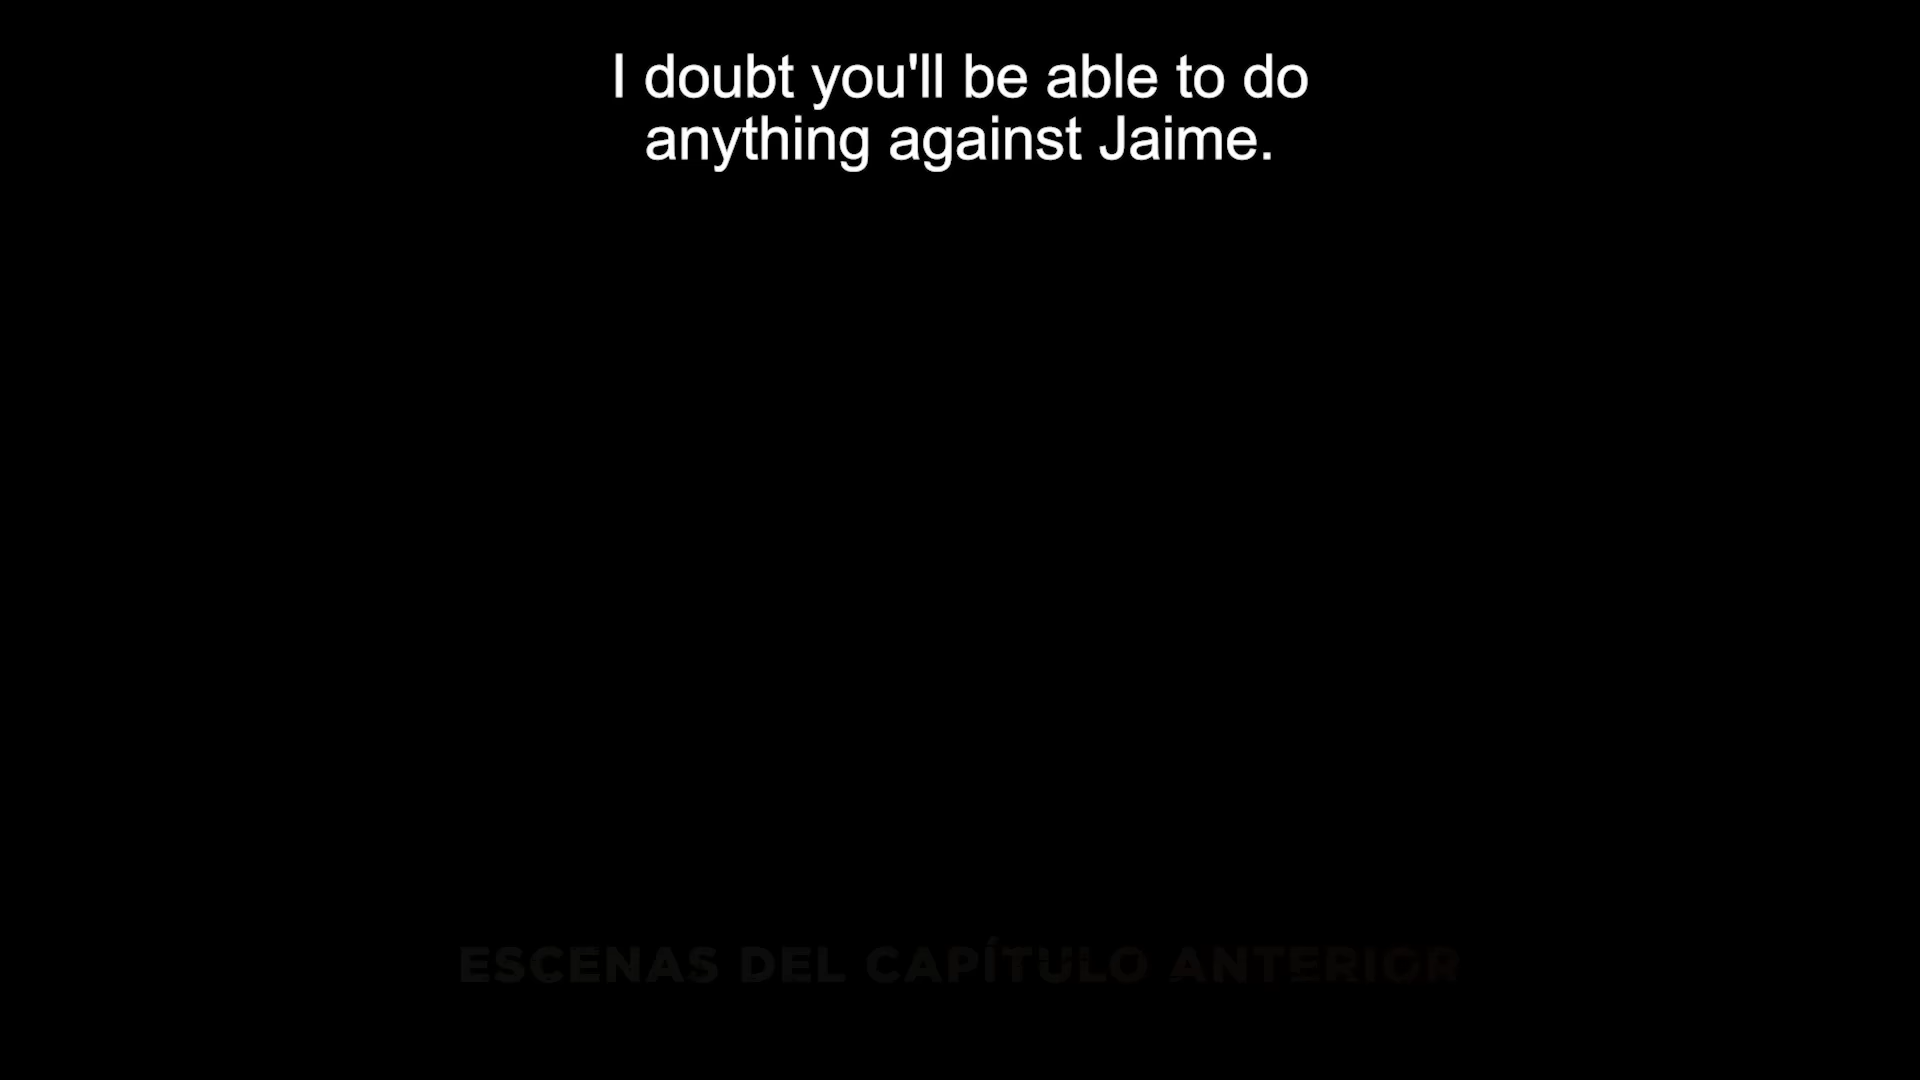 I doubt you'll be able to do
anything against Jaime.
ESCENAS DEL CAPÍTULO ANTERIOR